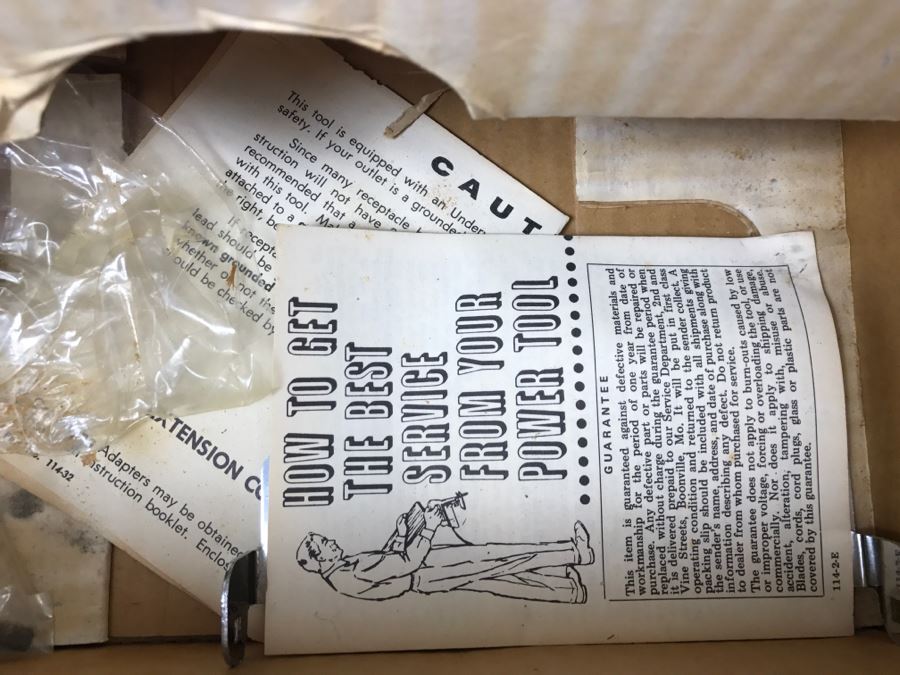 HOW TO GET
THE BEST
SERVICE
FROM YOUR
POWER TOOL
GUARANTEE
This item is guaranteed against defective materials and
workmanship for the period of one year from date of
purchase. Any defective part or parts will be repaired or
replaced without charge during the guarantee period when
it is delivered prepaid to our Service Department, 2nd and
Vine Streets, Boonville, Mo. It will be put in first class
operating condition and returned to the sender collect. A
packing slip should be included with all shipments giving
the sender's name, address, and date of purchase along with
information describing any defect. Do not return product
to dealer from whom purchased for service.
The guarantee does not apply to burn-outs caused by low
or improper voltage, forcing or overloading the tool, or use
commercially. Nor does it apply to shipping damage,
accident, alteration, tampering with, misuse or abuse.
Blades, cords, cord plugs, glass or plastic parts are not
covered by this guarantee.
114-2-E
CAUT
This tool is equipped with an Under
safety. If your outlet is a grounde
Since many receptacle
struction will not have
recommended that a
with this tool.
attached to a
right, be
If recepta
lead should be
known grounded
whether or not the
ould be checked by
XTENSION CO
Adapters may be obtaine
instruction booklet. Enclos
11432